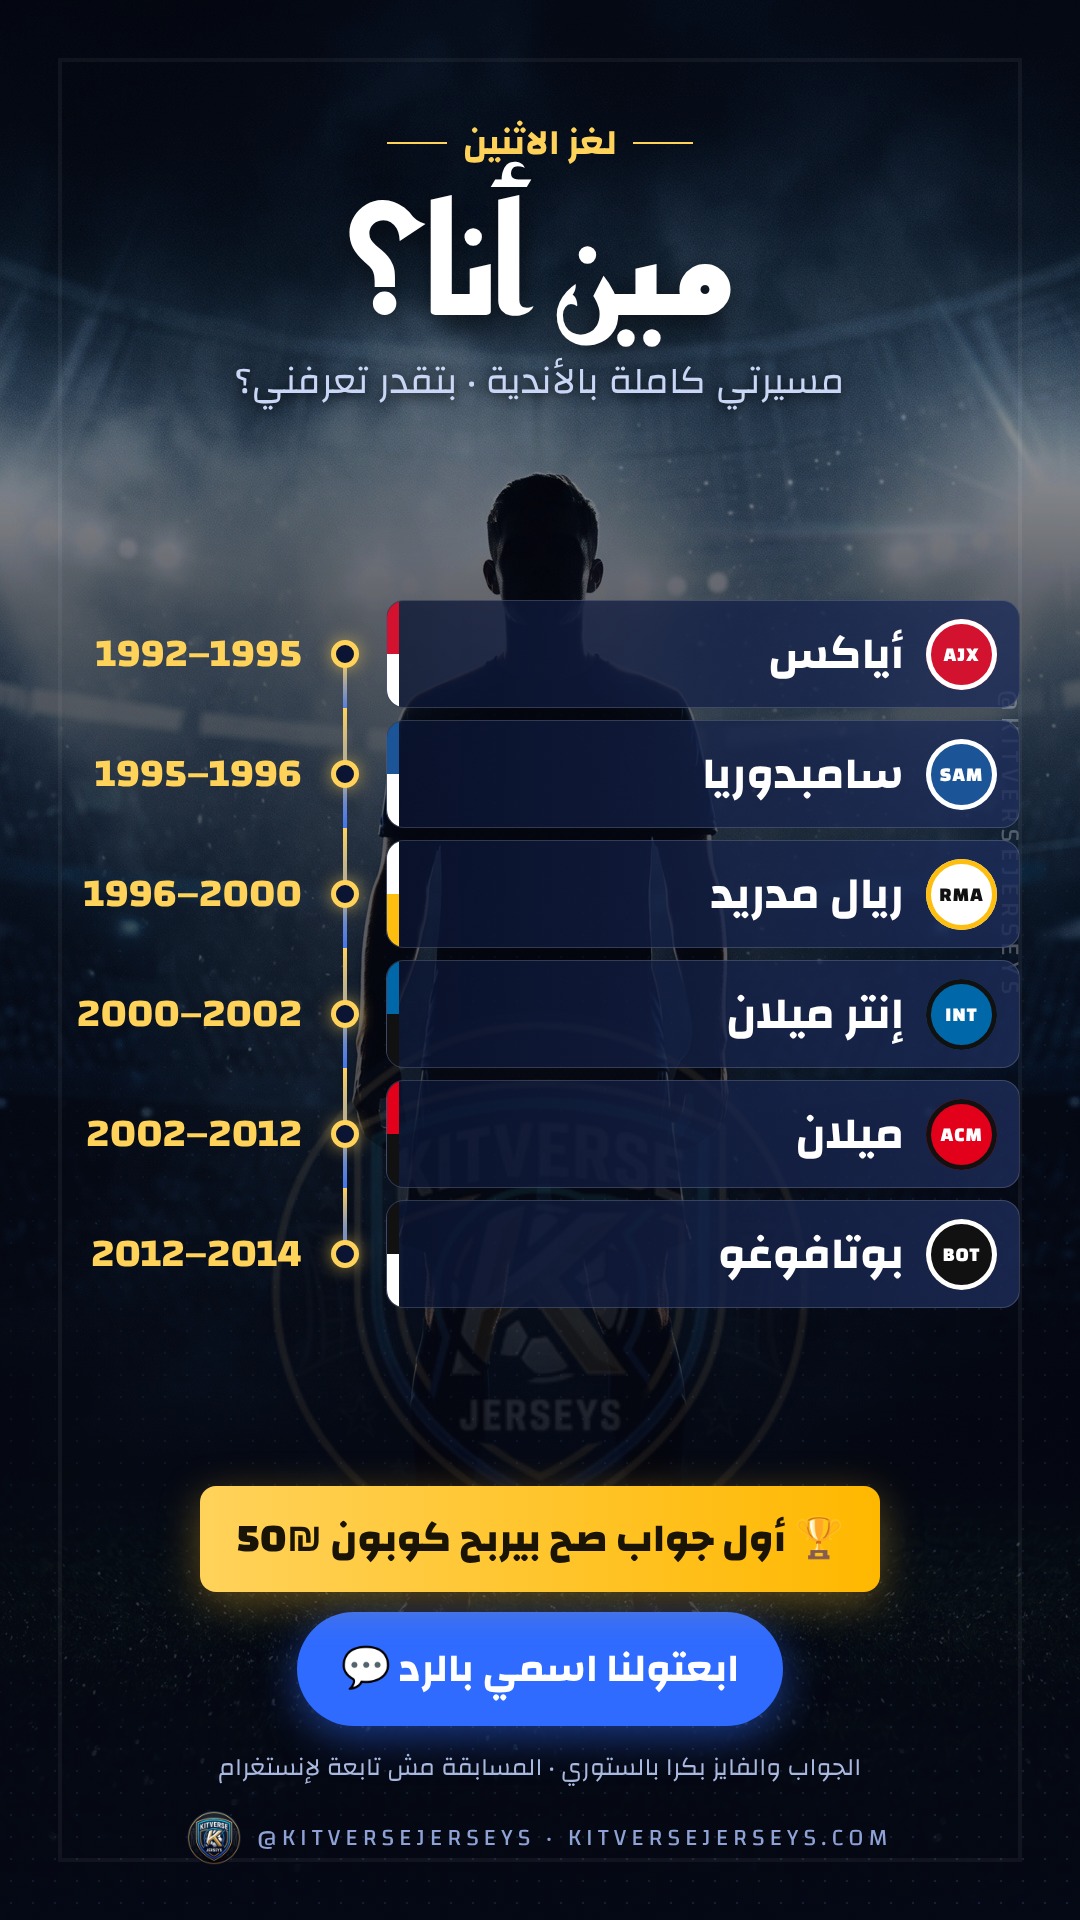 لغز الاثنين
مين أنا؟
مسيرتي كاملة بالأندية · بتقدر تعرفني؟
AJX أياكس 1992–1995
SAM سامبدوريا 1995–1996
RMA ريال مدريد 1996–2000
INT إنتر ميلان 2000–2002
ACM ميلان 2002–2012
BOT بوتافوغو 2012–2014
@KITVERSEJERSEYS
KITVERSE
K
JERSEYS
🏆 أول جواب صح بيربح كوبون ₪50
ابعتولنا اسمي بالرد 💬
الجواب والفايز بكرا بالستوري · المسابقة مش تابعة لإنستغرام
KITVERSE
K
JERSEYS
@KITVERSEJERSEYS · KITVERSEJERSEYS.COM